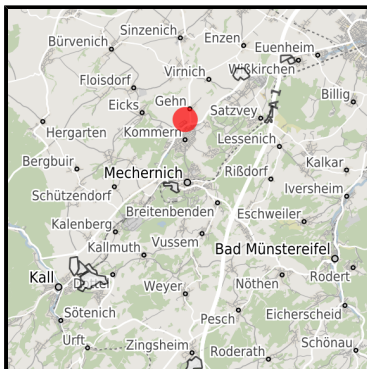 Sinzenich
Enzen
Bürvenich
Euenheim
Virnich
Wißkirchen
Floisdorf
Billig
Gehn
Eicks
Satzvey
Hergarten
Kommern
Lessenich
Bergbuir
Kalkar
Mechernich
Rißdorf
Schützendorf
Iversheim
Breitenbenden
Eschweiler
Kalenberg
Vussem
Kallmuth
Bad Münstereifel
Kall
Rodert
Weyer
Nöthen
Sötenich
Pesch
Eicherscheid
Urft
Zingsheim
Schönau
Roderath